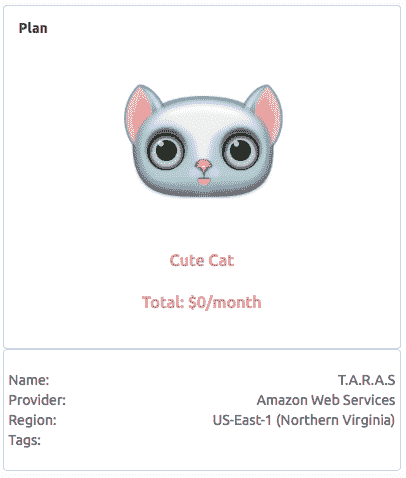 Plan
Cute Cat
Total: $0/month
Name: T.A.R.A.S
Provider: Amazon Web Services
Region: US-East-1 (Northern Virginia)
Tags: